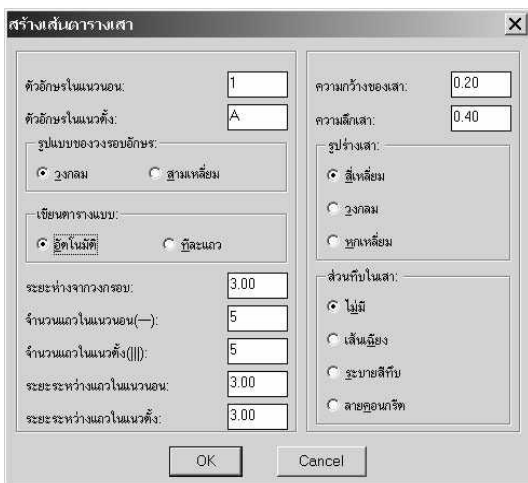 สร้างเส้นตารางเสา
ตัวอักษรในแนวนอน: 1
ตัวอักษรในแนวตั้ง: A
รูปแบบของวงรอบอักษร:
วงกลม สามเหลี่ยม
เขียนตารางแบบ:
อัตโนมัติ ทีละแถว
ระยะห่างจากวงกรอบ: 3.00
จำนวนแถวในแนวนอน(—): 5
จำนวนแถวในแนวตั้ง(|||): 5
ระยะระหว่างแถวในแนวนอน: 3.00
ระยะระหว่างแถวในแนวตั้ง: 3.00
ความกว้างของเสา: 0.20
ความลึกเสา: 0.40
รูปร่างเสา:
สี่เหลี่ยม
วงกลม
หกเหลี่ยม
ส่วนทึบในเสา:
ไม่มี
เส้นเฉียง
ระบายสีทึบ
ลายคอนกรีต
OK Cancel